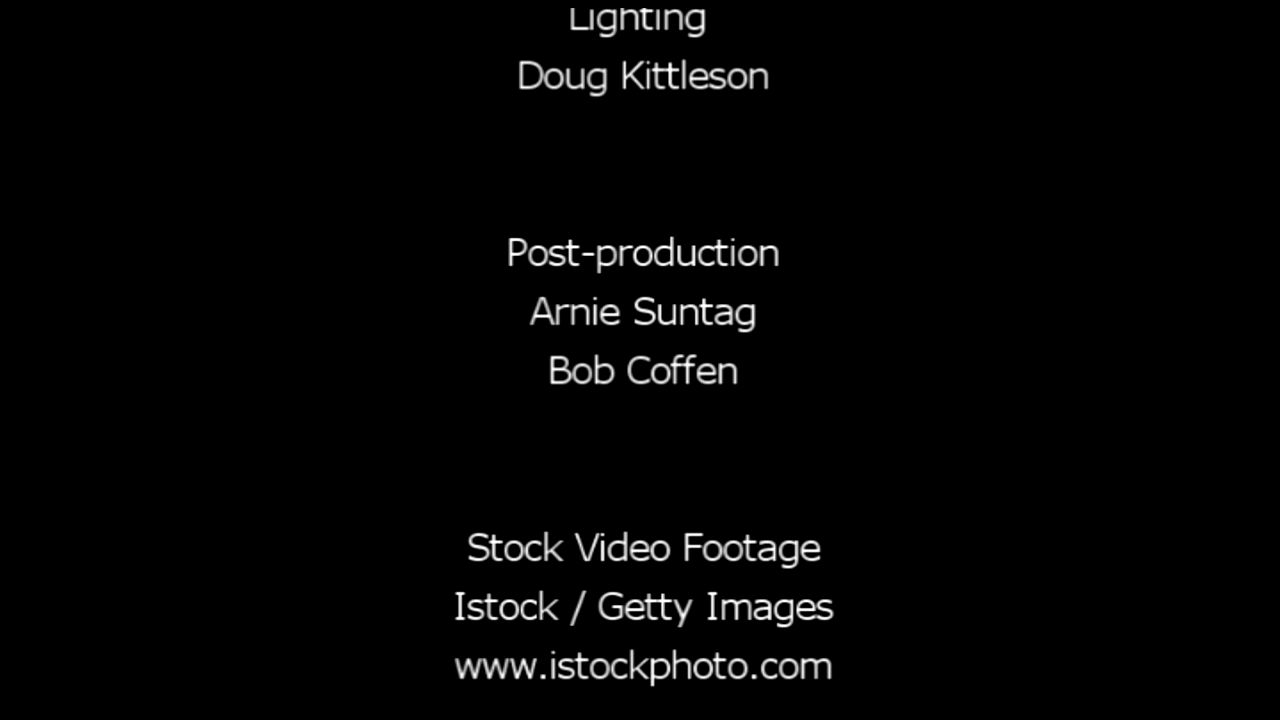 Lighting
Doug Kittleson
Post-production
Arnie Suntag
Bob Coffen
Stock Video Footage
Istock / Getty Images
www.istockphoto.com